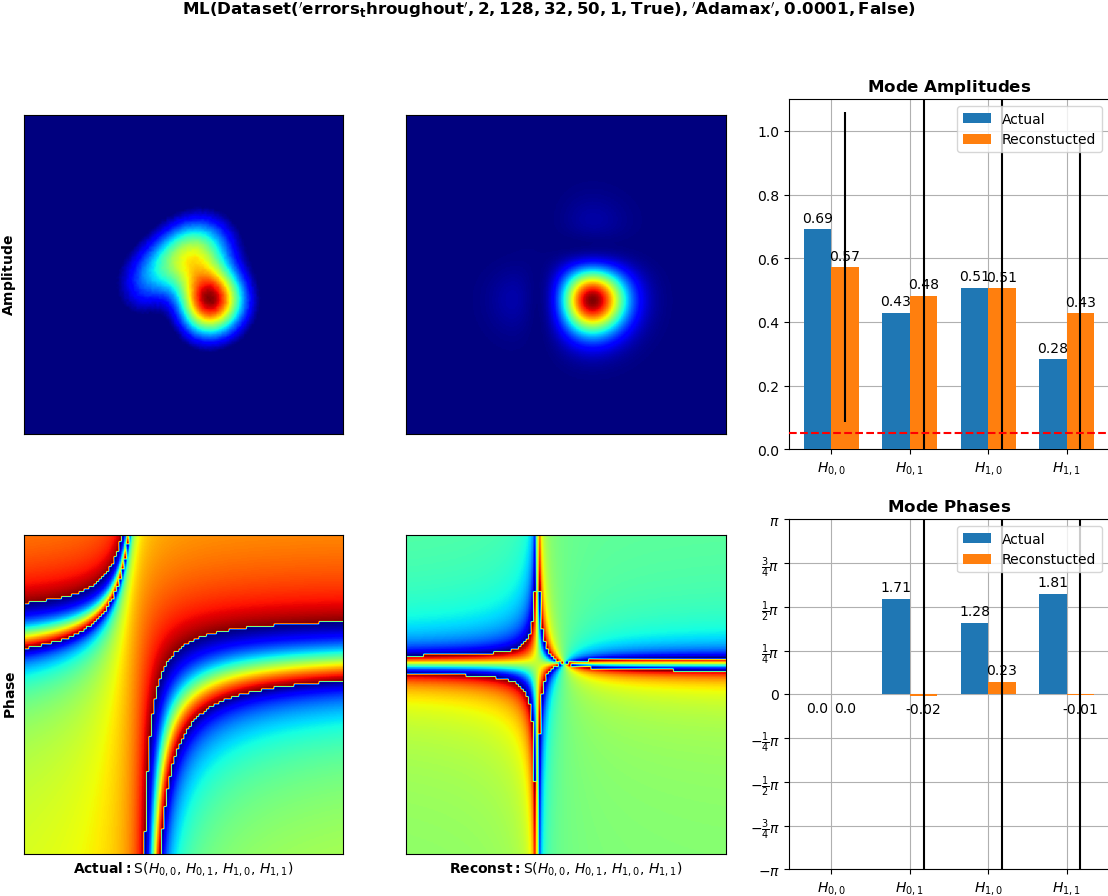 ML(Dataset('errors_throughout', 2, 128, 32, 50, 1, True), 'Adamax', 0.0001, False)
Amplitude
Mode Amplitudes
Actual
Reconstucted
1.0
0.8
0.6
0.4
0.2
0.0
0.69
0.57
0.43
0.48
0.51
0.51
0.28
0.43
H0,0
H0,1
H1,0
H1,1
Phase
Mode Phases
Actual
Reconstucted
π
3/4π
1/2π
1/4π
0
−1/4π
−1/2π
−3/4π
−π
0.0
0.0
1.71
-0.02
1.28
0.23
1.81
-0.01
H0,0
H0,1
H1,0
H1,1
Actual: S(H0,0, H0,1, H1,0, H1,1)
Reconst: S(H0,0, H0,1, H1,0, H1,1)